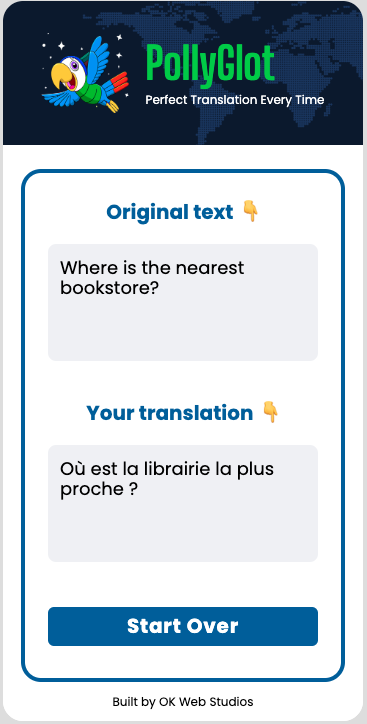 PollyGlot
Perfect Translation Every Time
Original text 👇
Where is the nearest
bookstore?
Your translation 👇
Où est la librairie la plus
proche ?
Start Over
Built by OK Web Studios